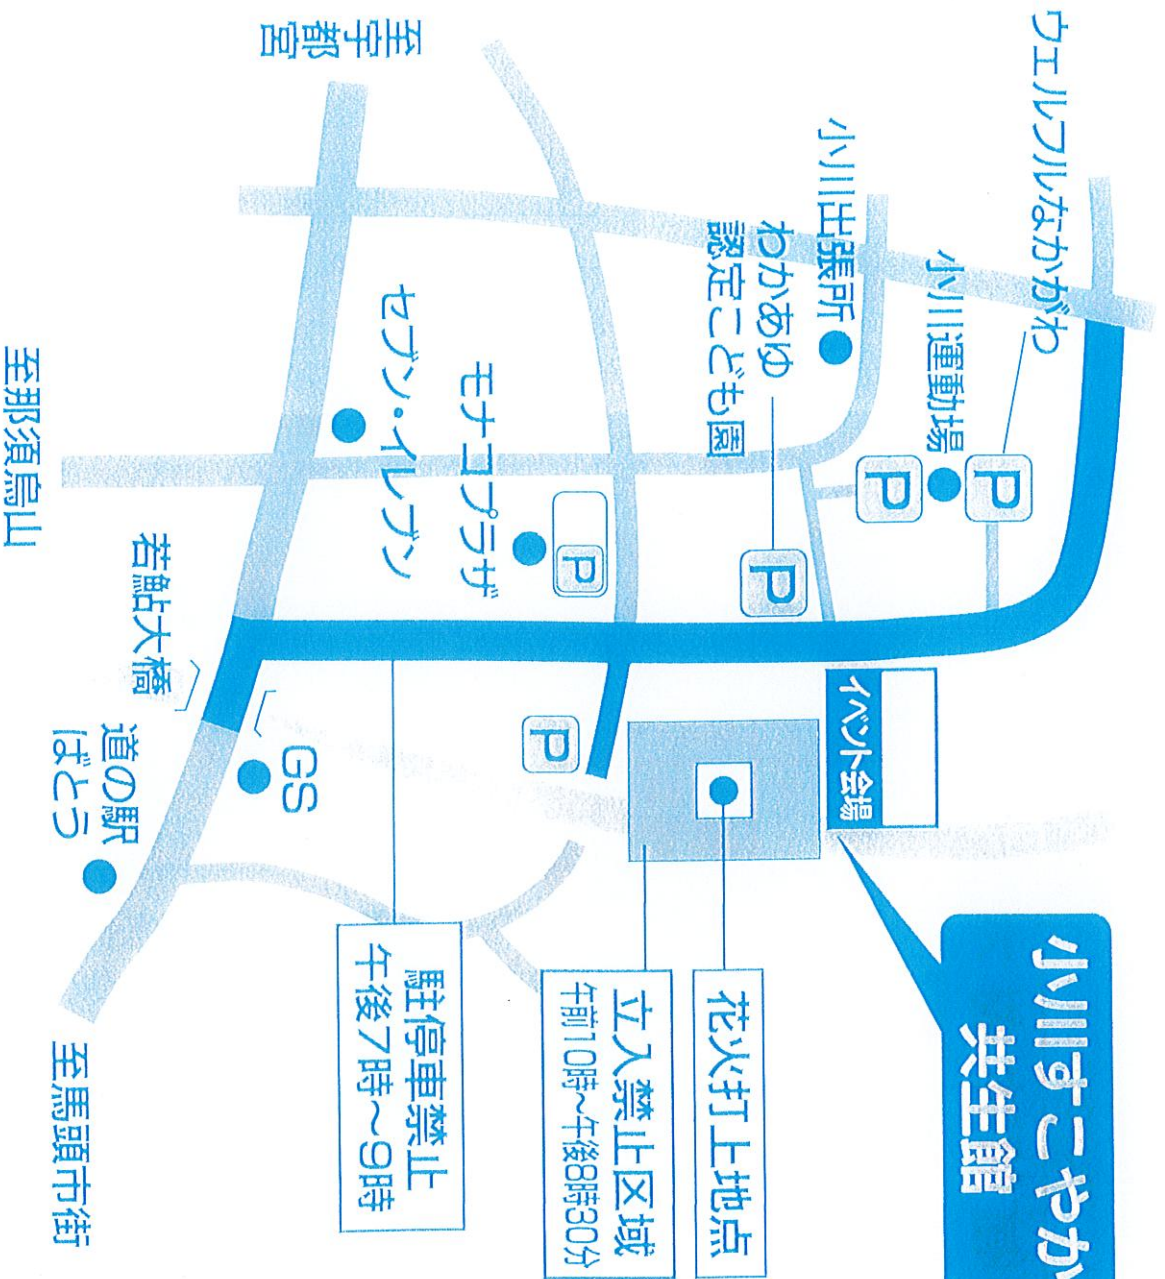 小川すこやか
共生館
ウェルフルなかがわ
小川運動場
P
P
小川出張所
わかあゆ
認定こども園
P
イベント会場
花火打上地点
立入禁止区域
午前10時~午後8時30分
モナコプラザ
P
P
セブン・イレブン
駐停車禁止
午後7時~9時
至宇都
宮
GS
若鮎大橋
道の駅
ばとう
至那須烏山
至馬頭市街